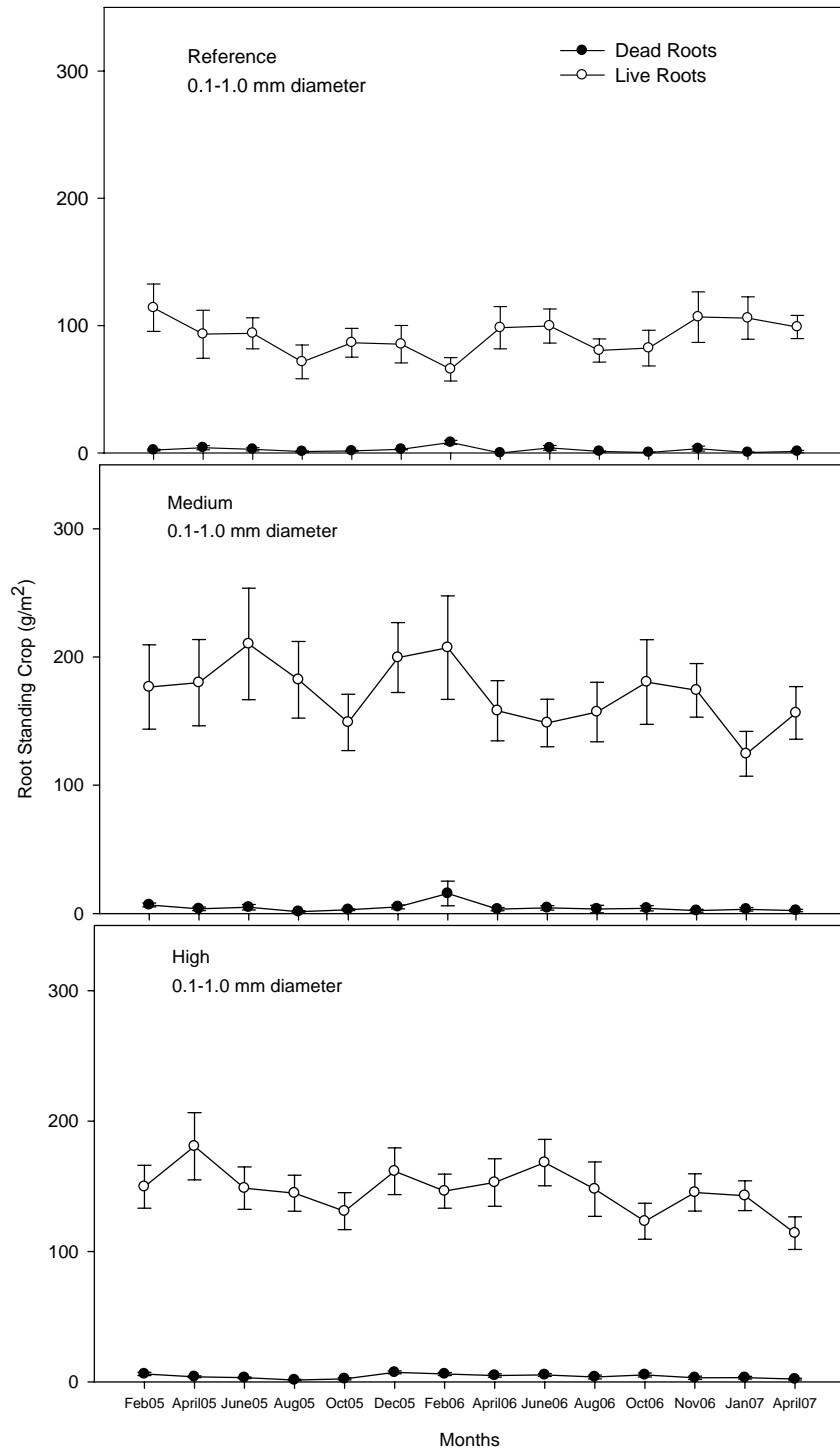 Reference
0.1-1.0 mm diameter
Dead Roots
Live Roots
300
200
100
0
Medium
0.1-1.0 mm diameter
300
200
100
0
Root Standing Crop (g/m²)
High
0.1-1.0 mm diameter
300
200
100
0
Feb05 April05 June05 Aug05 Oct05 Dec05 Feb06 April06 June06 Aug06 Oct06 Nov06 Jan07 April07
Months